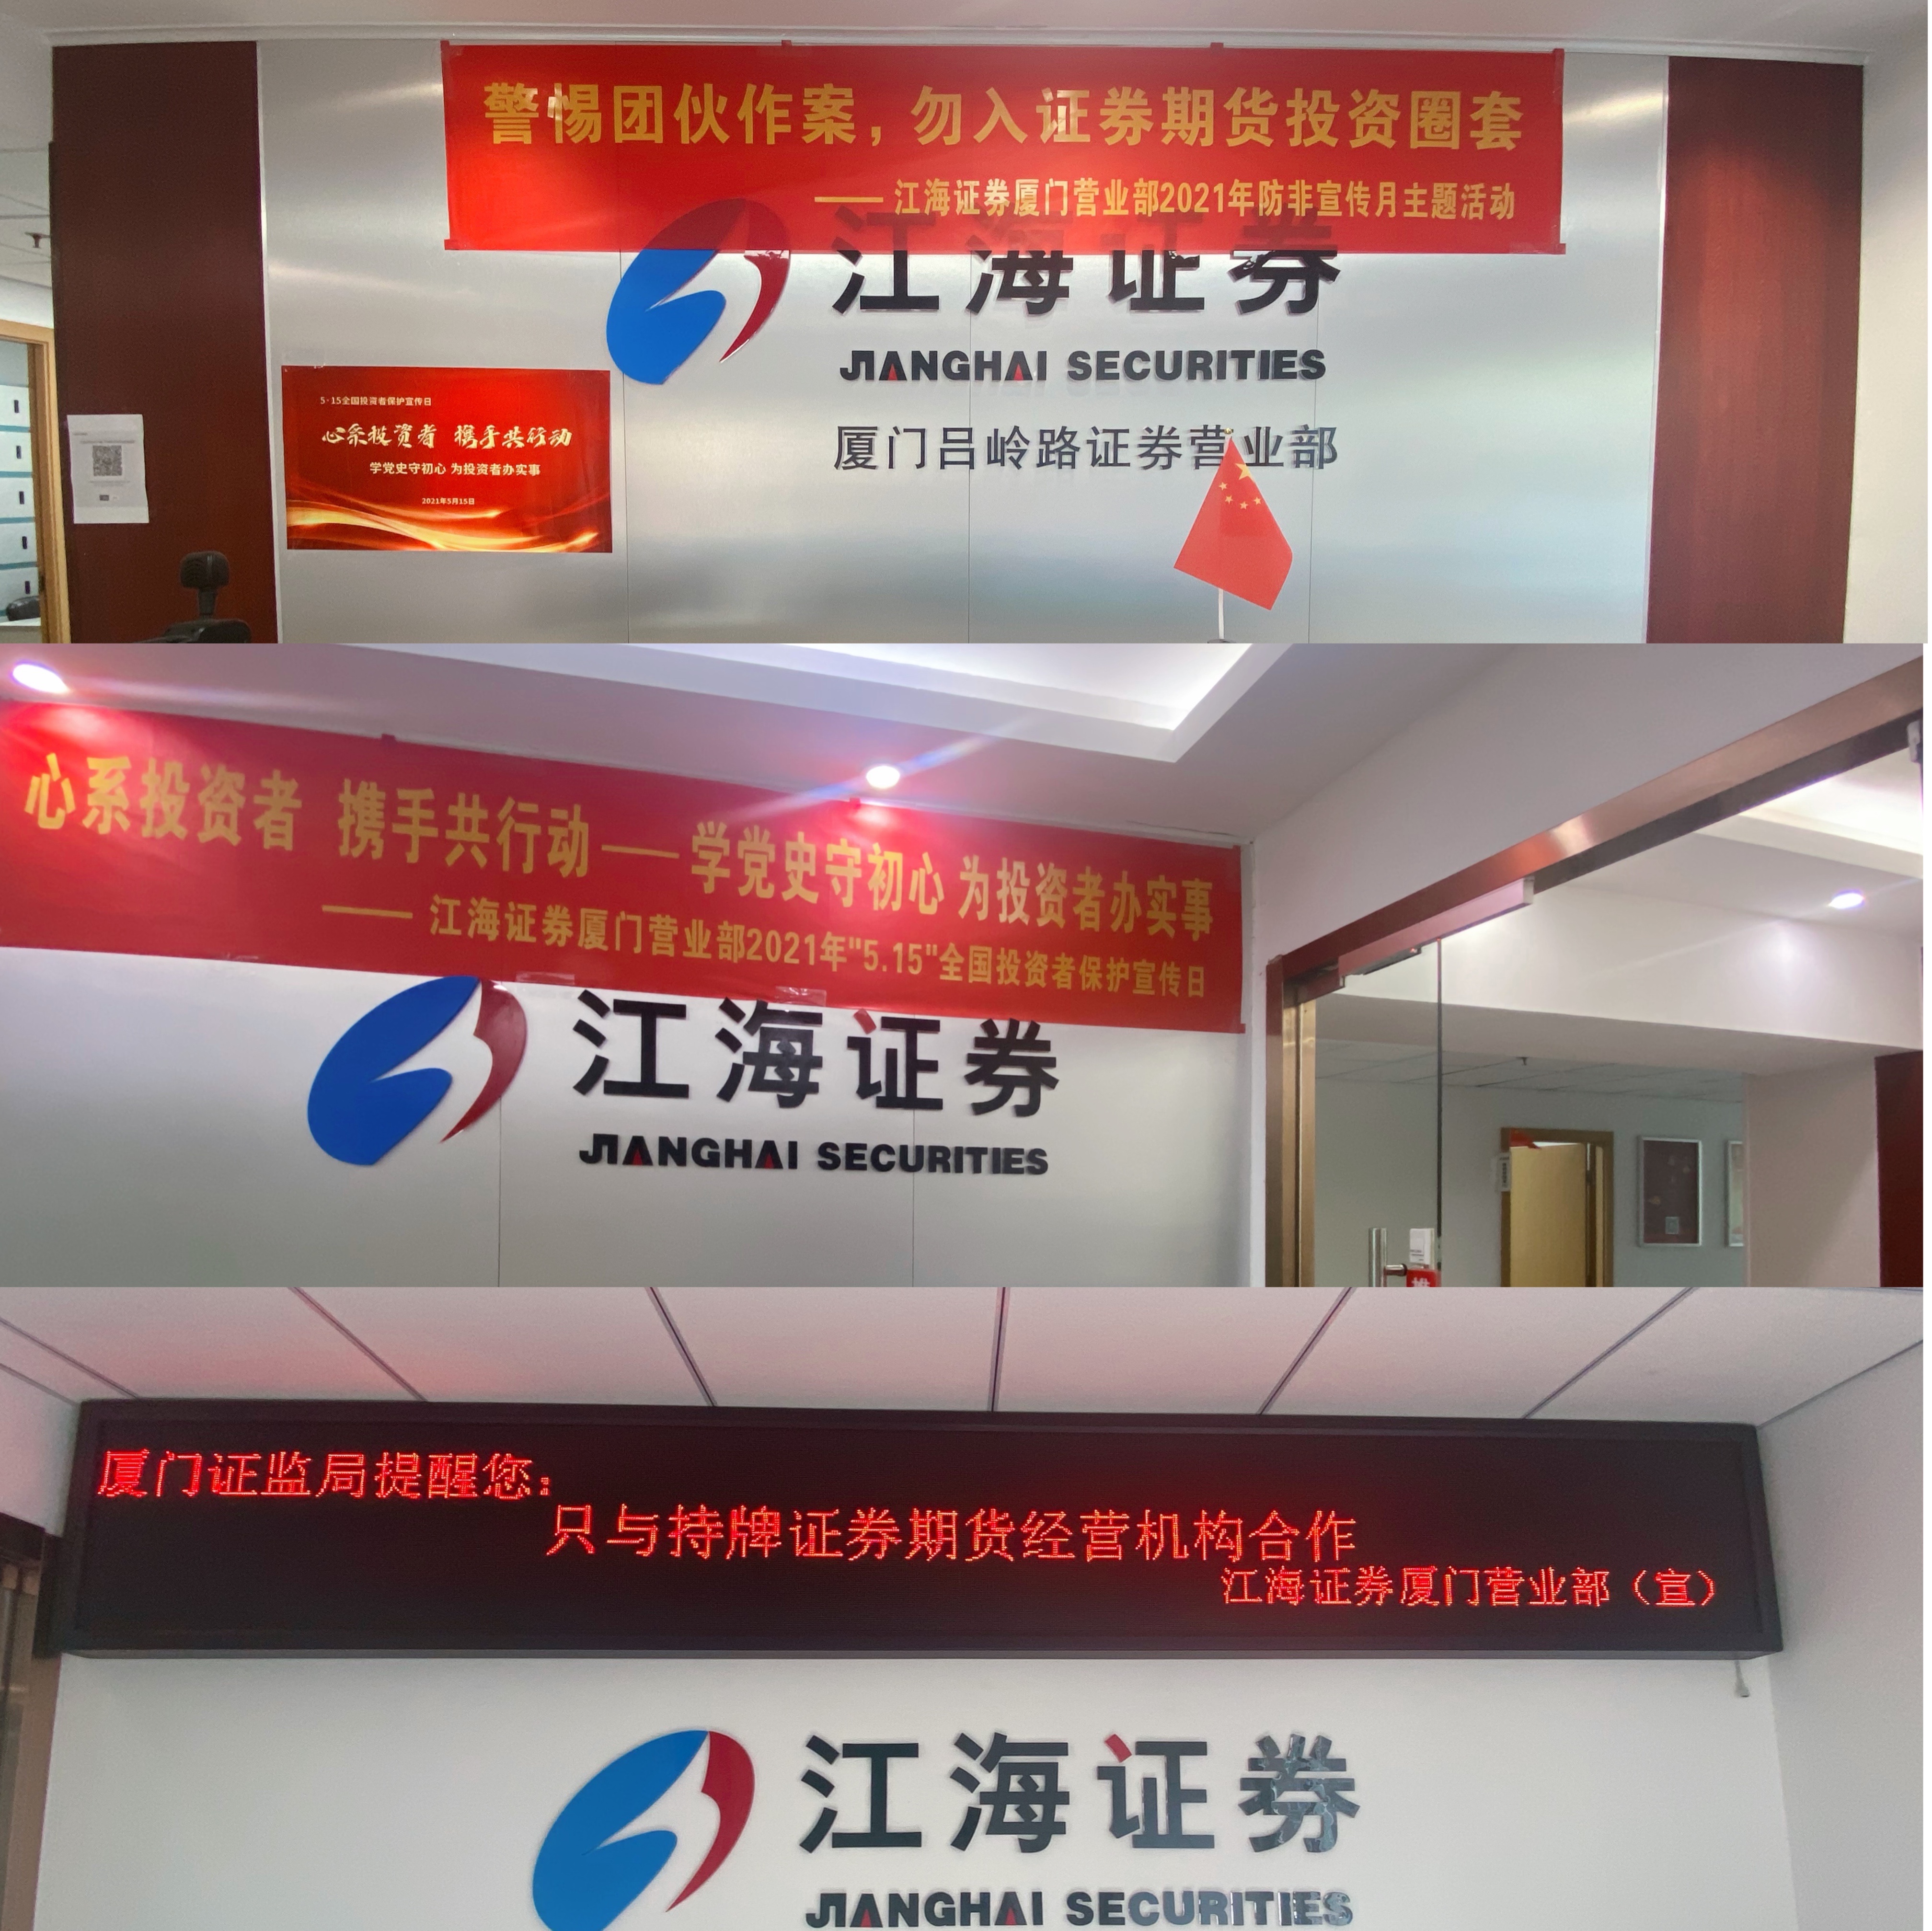 警惕团伙作案，勿入证券期货投资圈套
——江海证券厦门营业部2021年防非宣传月主题活动
江海证券
JIANGHAI SECURITIES
厦门吕岭路证券营业部
5·15全国投资者保护宣传日
心系投资者 携手共行动
学党史守初心 为投资者办实事
2021年5月15日
心系投资者 携手共行动——学党史守初心 为投资者办实事
——江海证券厦门营业部2021年"5.15"全国投资者保护宣传日
江海证券
JIANGHAI SECURITIES
推
厦门证监局提醒您：
只与持牌证券期货经营机构合作
江海证券厦门营业部（宣）
江海证券
JIANGHAI SECURITIES